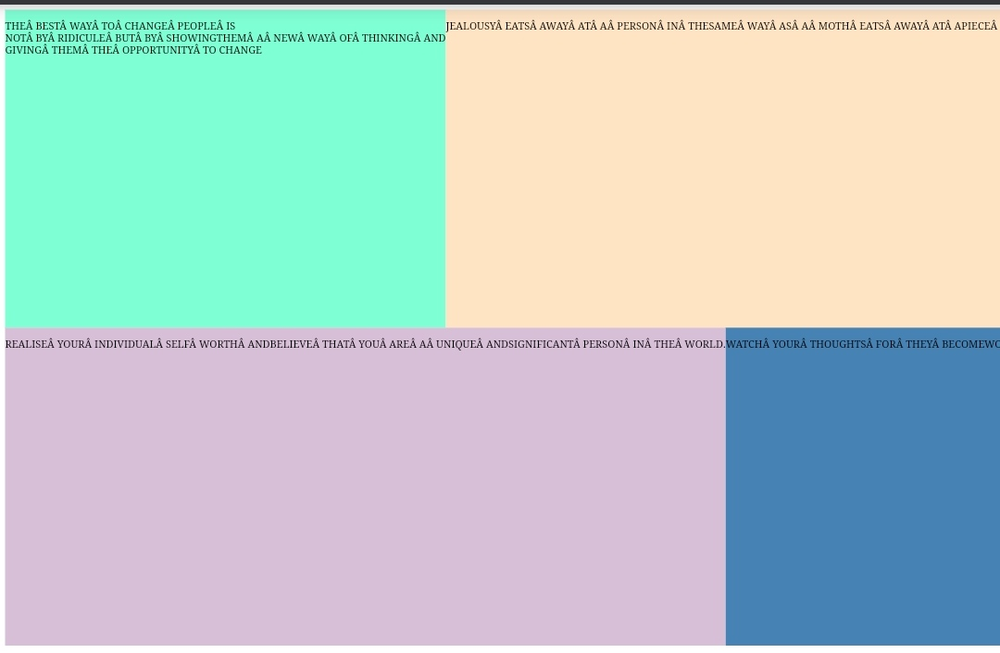 THEÂ BESTÂ WAYÂ TOÂ CHANGEÂ PEOPLEÂ IS
NOTÂ BYÂ RIDICULEÂ BUTÂ BYÂ SHOWINGTHEMÂ AÂ NEWÂ WAYÂ OFÂ THINKINGÂ AND
GIVINGÂ THEMÂ THEÂ OPPORTUNITYÂ TO CHANGE
JEALOUSYÂ EATSÂ AWAYÂ ATÂ AÂ PERSONÂ INÂ THESAMEÂ WAYÂ ASÂ AÂ MOTHÂ EATSÂ AWAYÂ ATÂ APIECEÂ
REALISEÂ YOURÂ INDIVIDUALÂ SELFÂ WORTHÂ ANDBELIEVEÂ THATÂ YOUÂ AREÂ AÂ UNIQUEÂ ANDSIGNIFICANTÂ PERSONÂ INÂ THEÂ WORLD.
WATCHÂ YOURÂ THOUGHTSÂ FORÂ THEYÂ